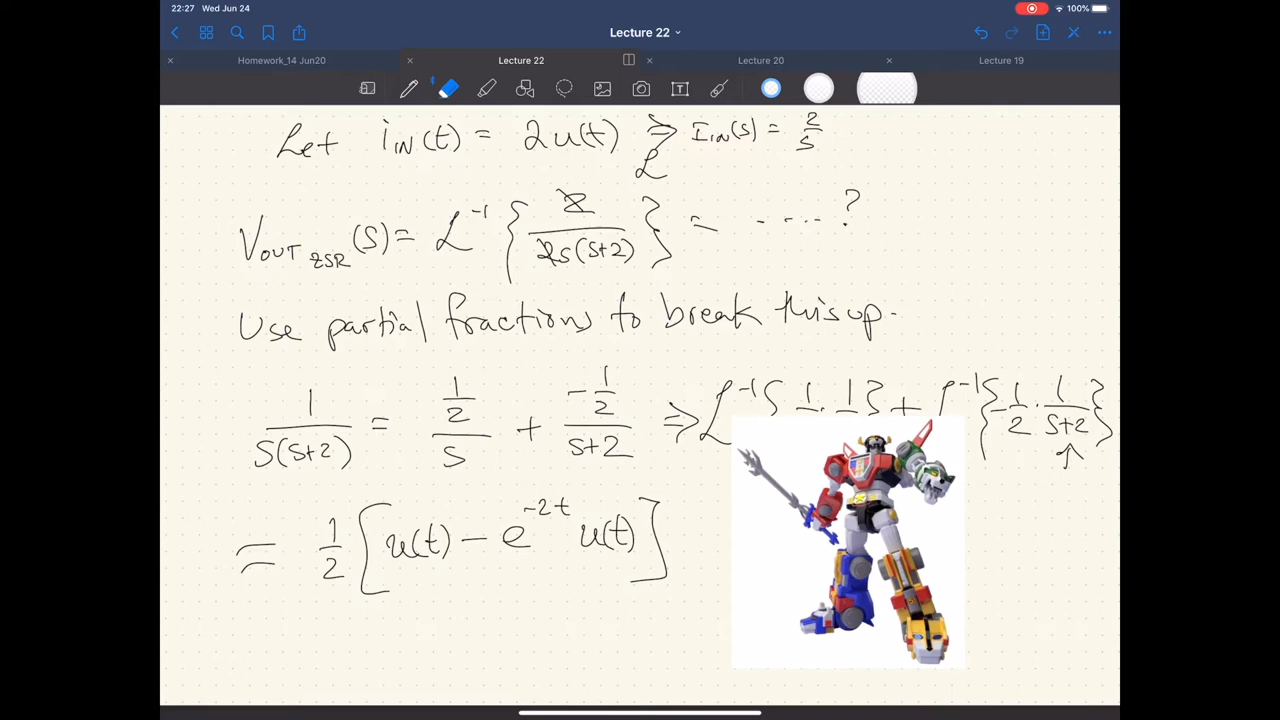 22:27 Wed Jun 24 100%
Lecture 22
Homework_14 Jun20 Lecture 22 Lecture 20 Lecture 19
Let i_IN(t) = 2u(t) ⇒ I_IN(s) = 2/s
ℒ
V_OUT ZSR (s) = ℒ^-1 { 2 / 2s(s+2) } = ....?
Use partial fractions to break this up.
1/s(s+2) = 1/2 / s + -1/2 / s+2 ⇒ ℒ^-1 { 1 · 1 } + ℒ^-1 { -1/2 · 1/s+2 }
= 1/2 [ u(t) - e^-2t u(t) ]